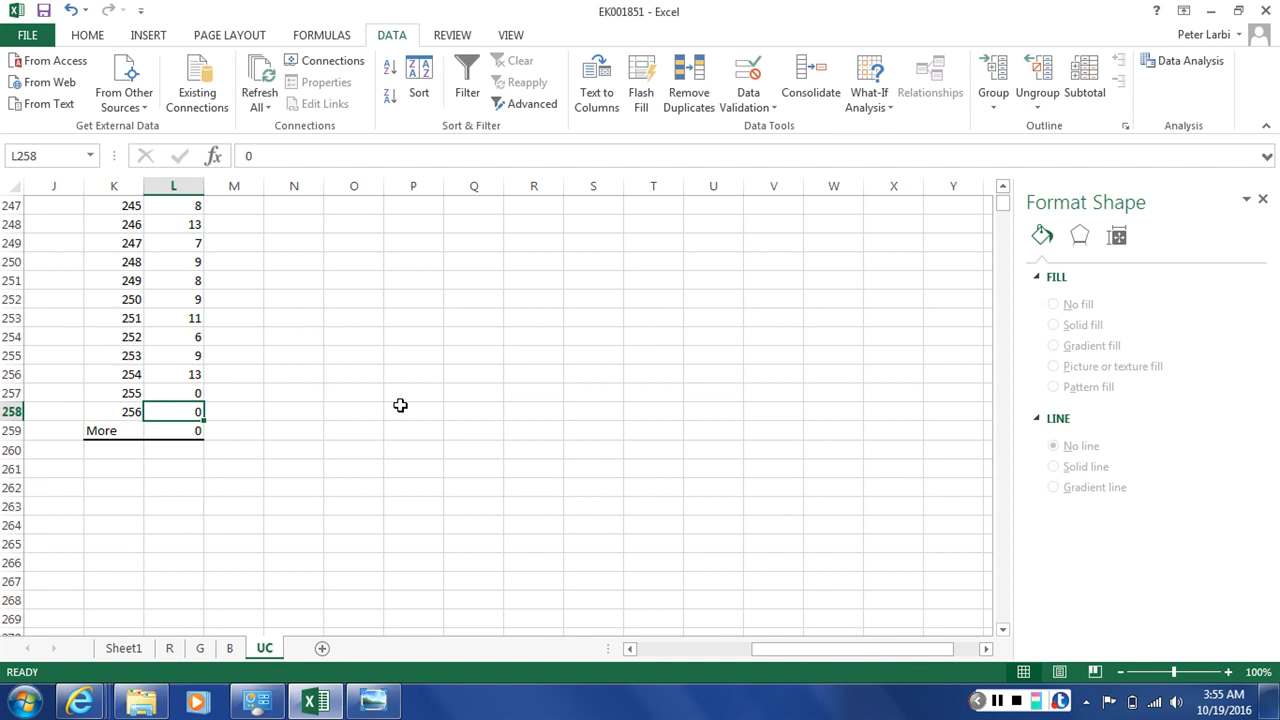 EK001851 - Excel
?
FILE HOME INSERT PAGE LAYOUT FORMULAS DATA REVIEW VIEW
Peter Larbi
From Access
From Web
From Text
From Other Sources
Existing Connections
Get External Data
Refresh All
Connections
Properties
Edit Links
Connections
Sort
Filter
Clear
Reapply
Advanced
Sort & Filter
Text to Columns
Flash Fill
Remove Duplicates
Data Validation
Consolidate
What-If Analysis
Relationships
Data Tools
Group
Ungroup
Subtotal
Outline
Data Analysis
Analysis
L258 fx 0
J K L M N O P Q R S T U V W X Y
247 245 8
248 246 13
249 247 7
250 248 9
251 249 8
252 250 9
253 251 11
254 252 6
255 253 9
256 254 13
257 255 0
258 256 0
259 More 0
260
261
262
263
264
265
266
267
268
269
Format Shape
FILL
No fill
Solid fill
Gradient fill
Picture or texture fill
Pattern fill
LINE
No line
Solid line
Gradient line
Sheet1 R G B UC
READY
100%
3:55 AM
10/19/2016